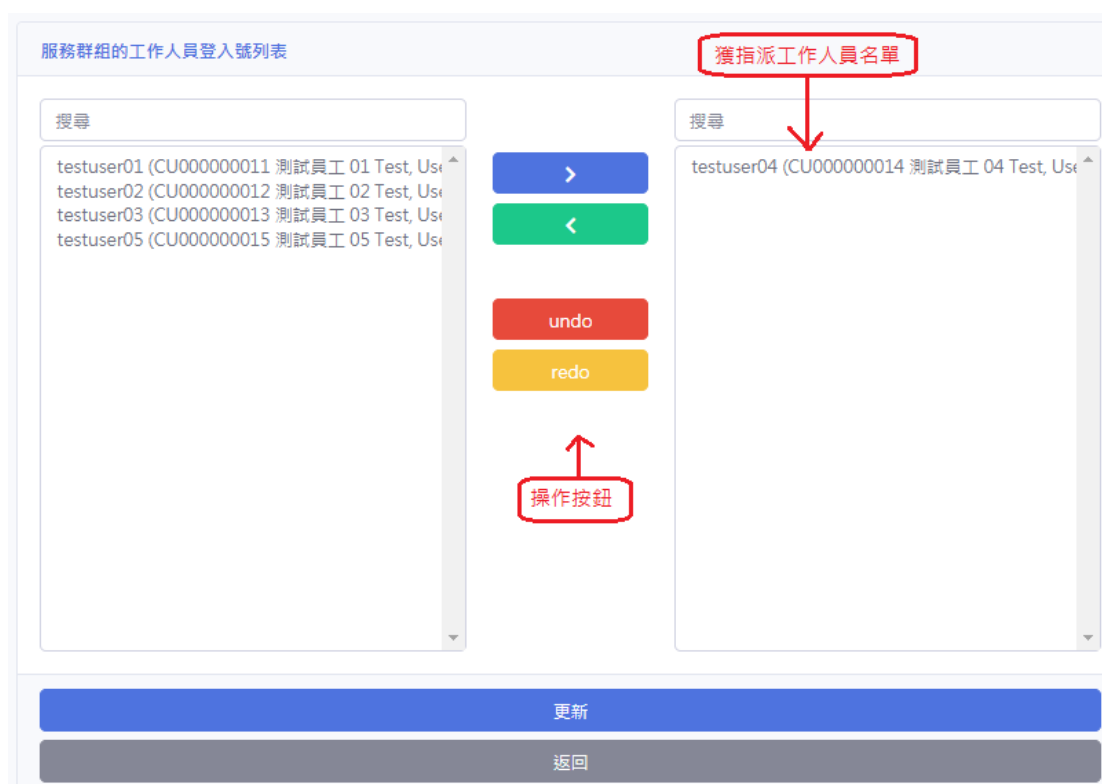 服務群組的工作人員登入號列表
獲指派工作人員名單
搜尋
搜尋
testuser01 (CU000000011 測試員工 01 Test, Use
testuser02 (CU000000012 測試員工 02 Test, Use
testuser03 (CU000000013 測試員工 03 Test, Use
testuser05 (CU000000015 測試員工 05 Test, Use
testuser04 (CU000000014 測試員工 04 Test, Use
undo
redo
操作按鈕
更新
返回